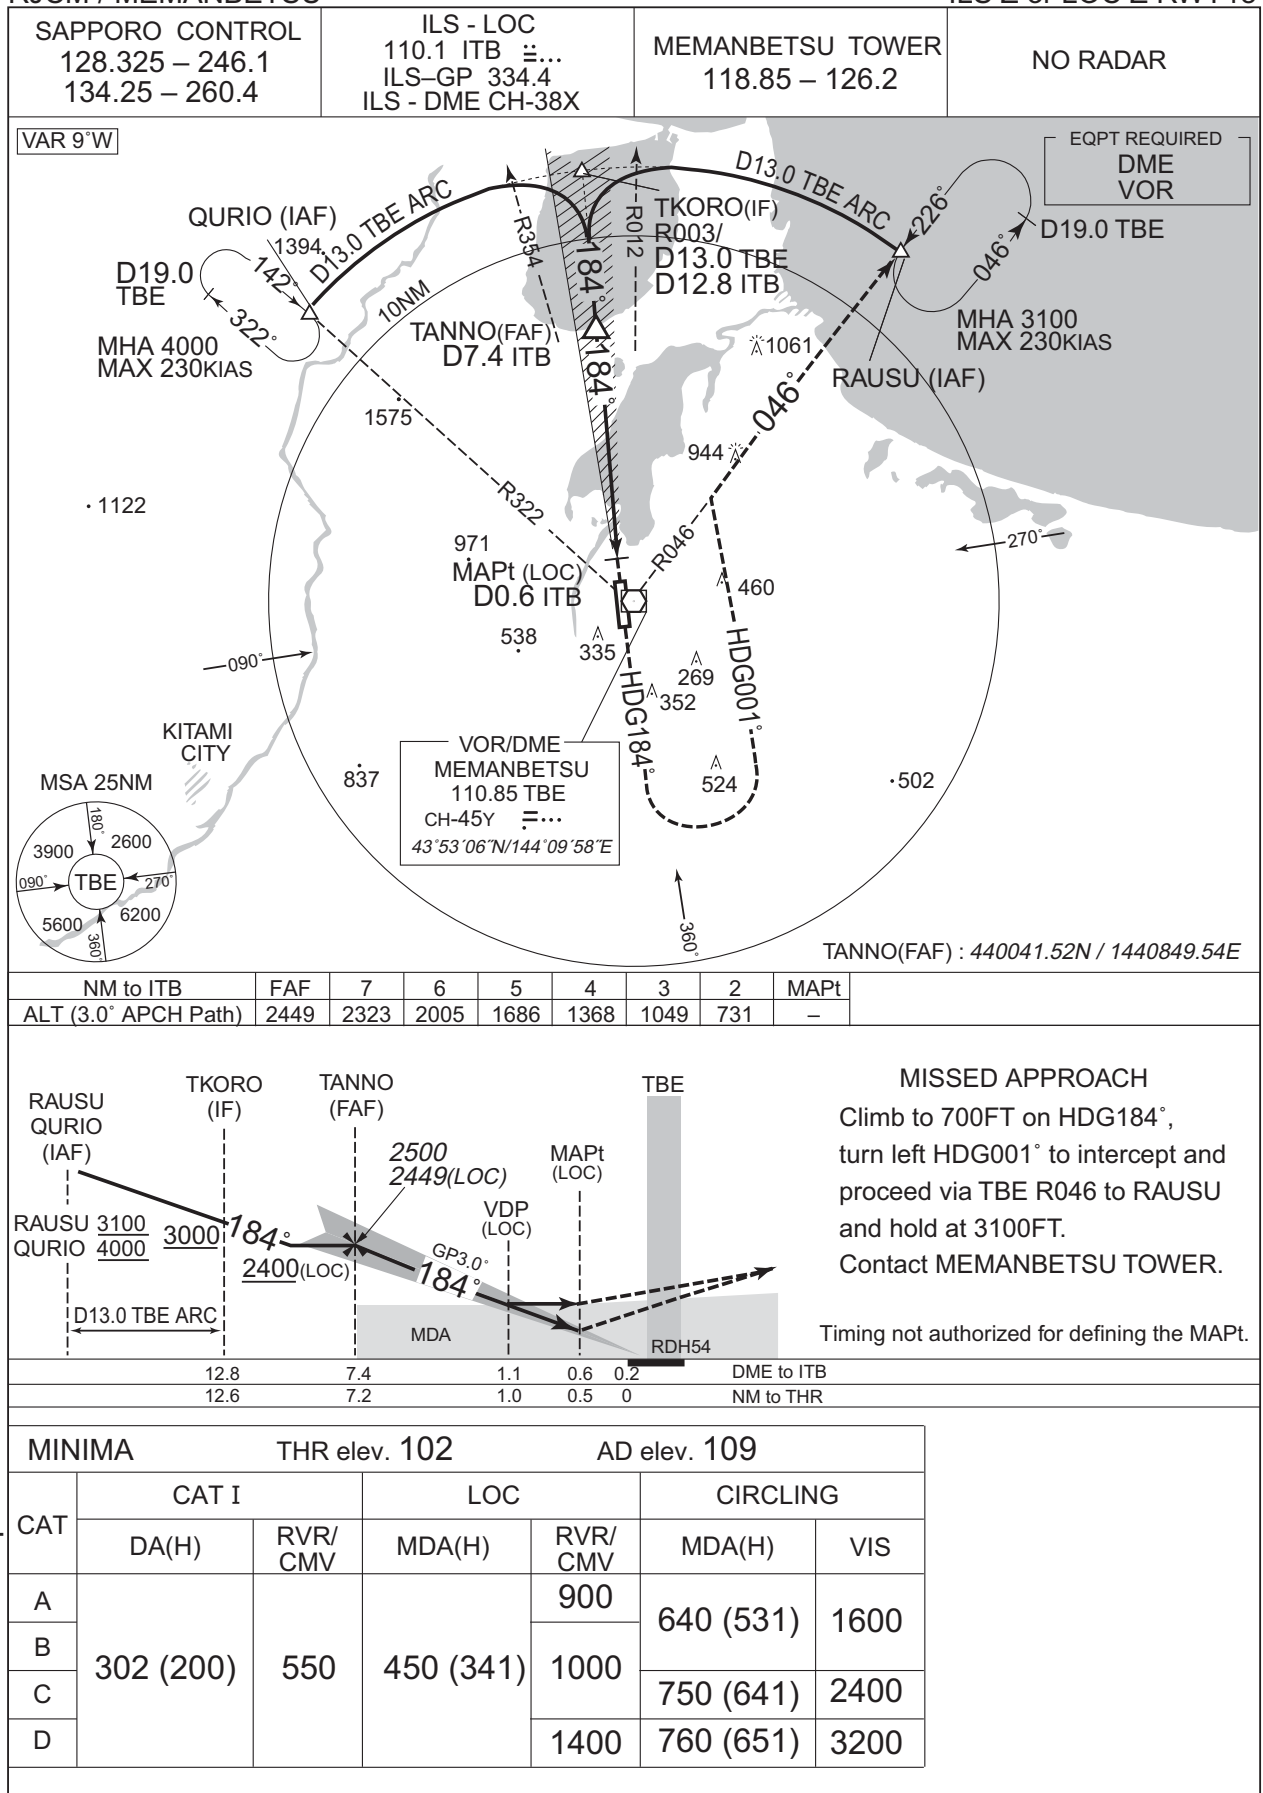 RJCM / MEMANBETSU
ILS Z or LOC Z RWY18
SAPPORO CONTROL
128.325 – 246.1
134.25 – 260.4
ILS - LOC
110.1 ITB
ILS–GP 334.4
ILS - DME CH-38X
MEMANBETSU TOWER
118.85 – 126.2
NO RADAR
VAR 9°W
EQPT REQUIRED
DME
VOR
D13.0 TBE ARC
D13.0 TBE ARC
QURIO (IAF)
1394
142°
322°
D19.0
TBE
MHA 4000
MAX 230KIAS
R354
R012
TKORO(IF)
R003/
D13.0 TBE
D12.8 ITB
226°
046°
D19.0 TBE
MHA 3100
MAX 230KIAS
RAUSU (IAF)
10NM
184°
TANNO(FAF)
D7.4 ITB
184°
1061
046°
1575
944
1122
R322
R046
270°
971
MAPt (LOC)
D0.6 ITB
460
538
335
269
352
HDG184°
HDG001°
090°
KITAMI
CITY
VOR/DME
MEMANBETSU
110.85 TBE
CH-45Y
43°53´06˝N/144°09´58˝E
837
524
502
360°
MSA 25NM
180°
3900
2600
090°
TBE
270°
5600
6200
360°
TANNO(FAF) : 440041.52N / 1440849.54E
NM to ITB FAF 7 6 5 4 3 2 MAPt
ALT (3.0° APCH Path) 2449 2323 2005 1686 1368 1049 731 –
RAUSU
QURIO
(IAF)
TKORO
(IF)
TANNO
(FAF)
TBE
2500
2449(LOC)
MAPt
(LOC)
VDP
(LOC)
RAUSU 3100
QURIO 4000
3000
184°
2400(LOC)
GP3.0°
184°
D13.0 TBE ARC
MDA
RDH54
MISSED APPROACH
Climb to 700FT on HDG184°,
turn left HDG001° to intercept and
proceed via TBE R046 to RAUSU
and hold at 3100FT.
Contact MEMANBETSU TOWER.
Timing not authorized for defining the MAPt.
12.8 7.4 1.1 0.6 0.2 DME to ITB
12.6 7.2 1.0 0.5 0 NM to THR
MINIMA THR elev. 102 AD elev. 109
CAT CAT I LOC CIRCLING
DA(H) RVR/CMV MDA(H) RVR/CMV MDA(H) VIS
A
B
C
D
302 (200)
550
450 (341)
900
1000
1400
640 (531) 1600
750 (641) 2400
760 (651) 3200